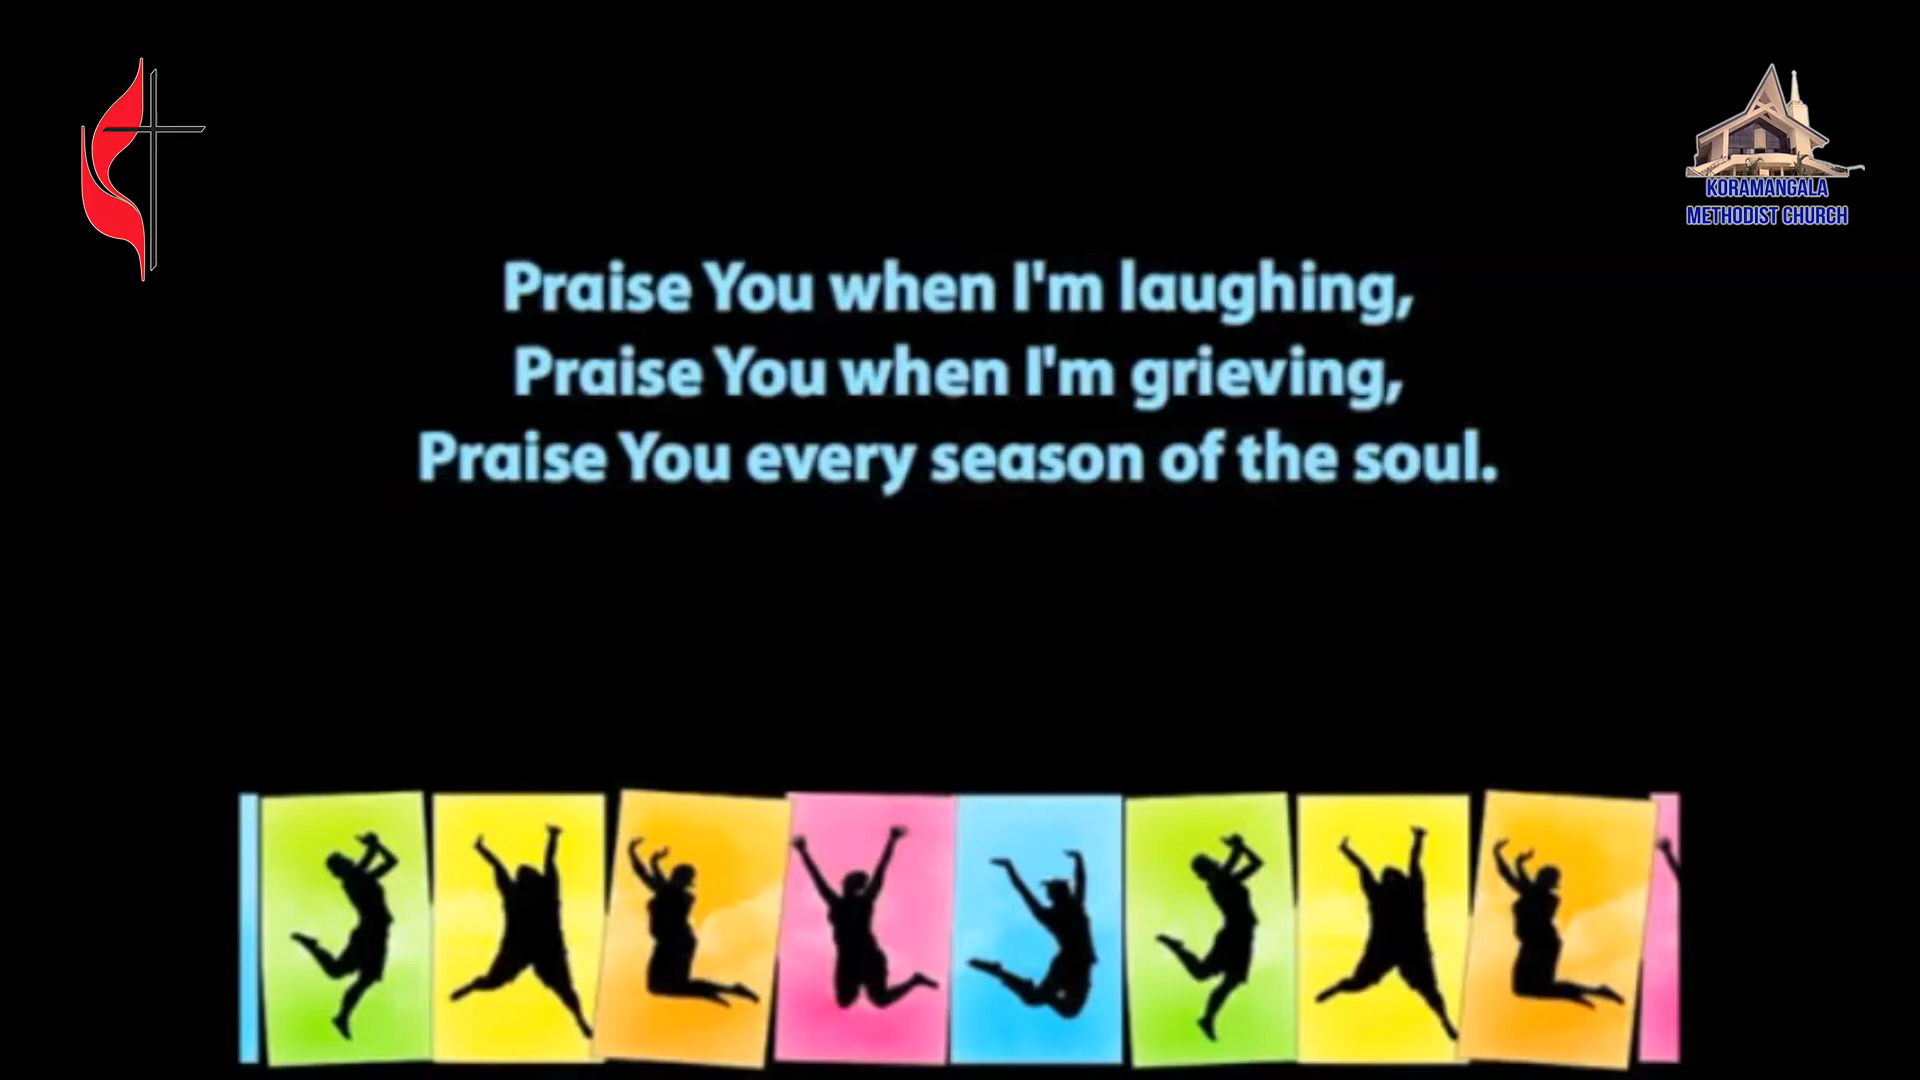 KORAMANGALA
METHODIST CHURCH
Praise You when I'm laughing,
Praise You when I'm grieving,
Praise You every season of the soul.